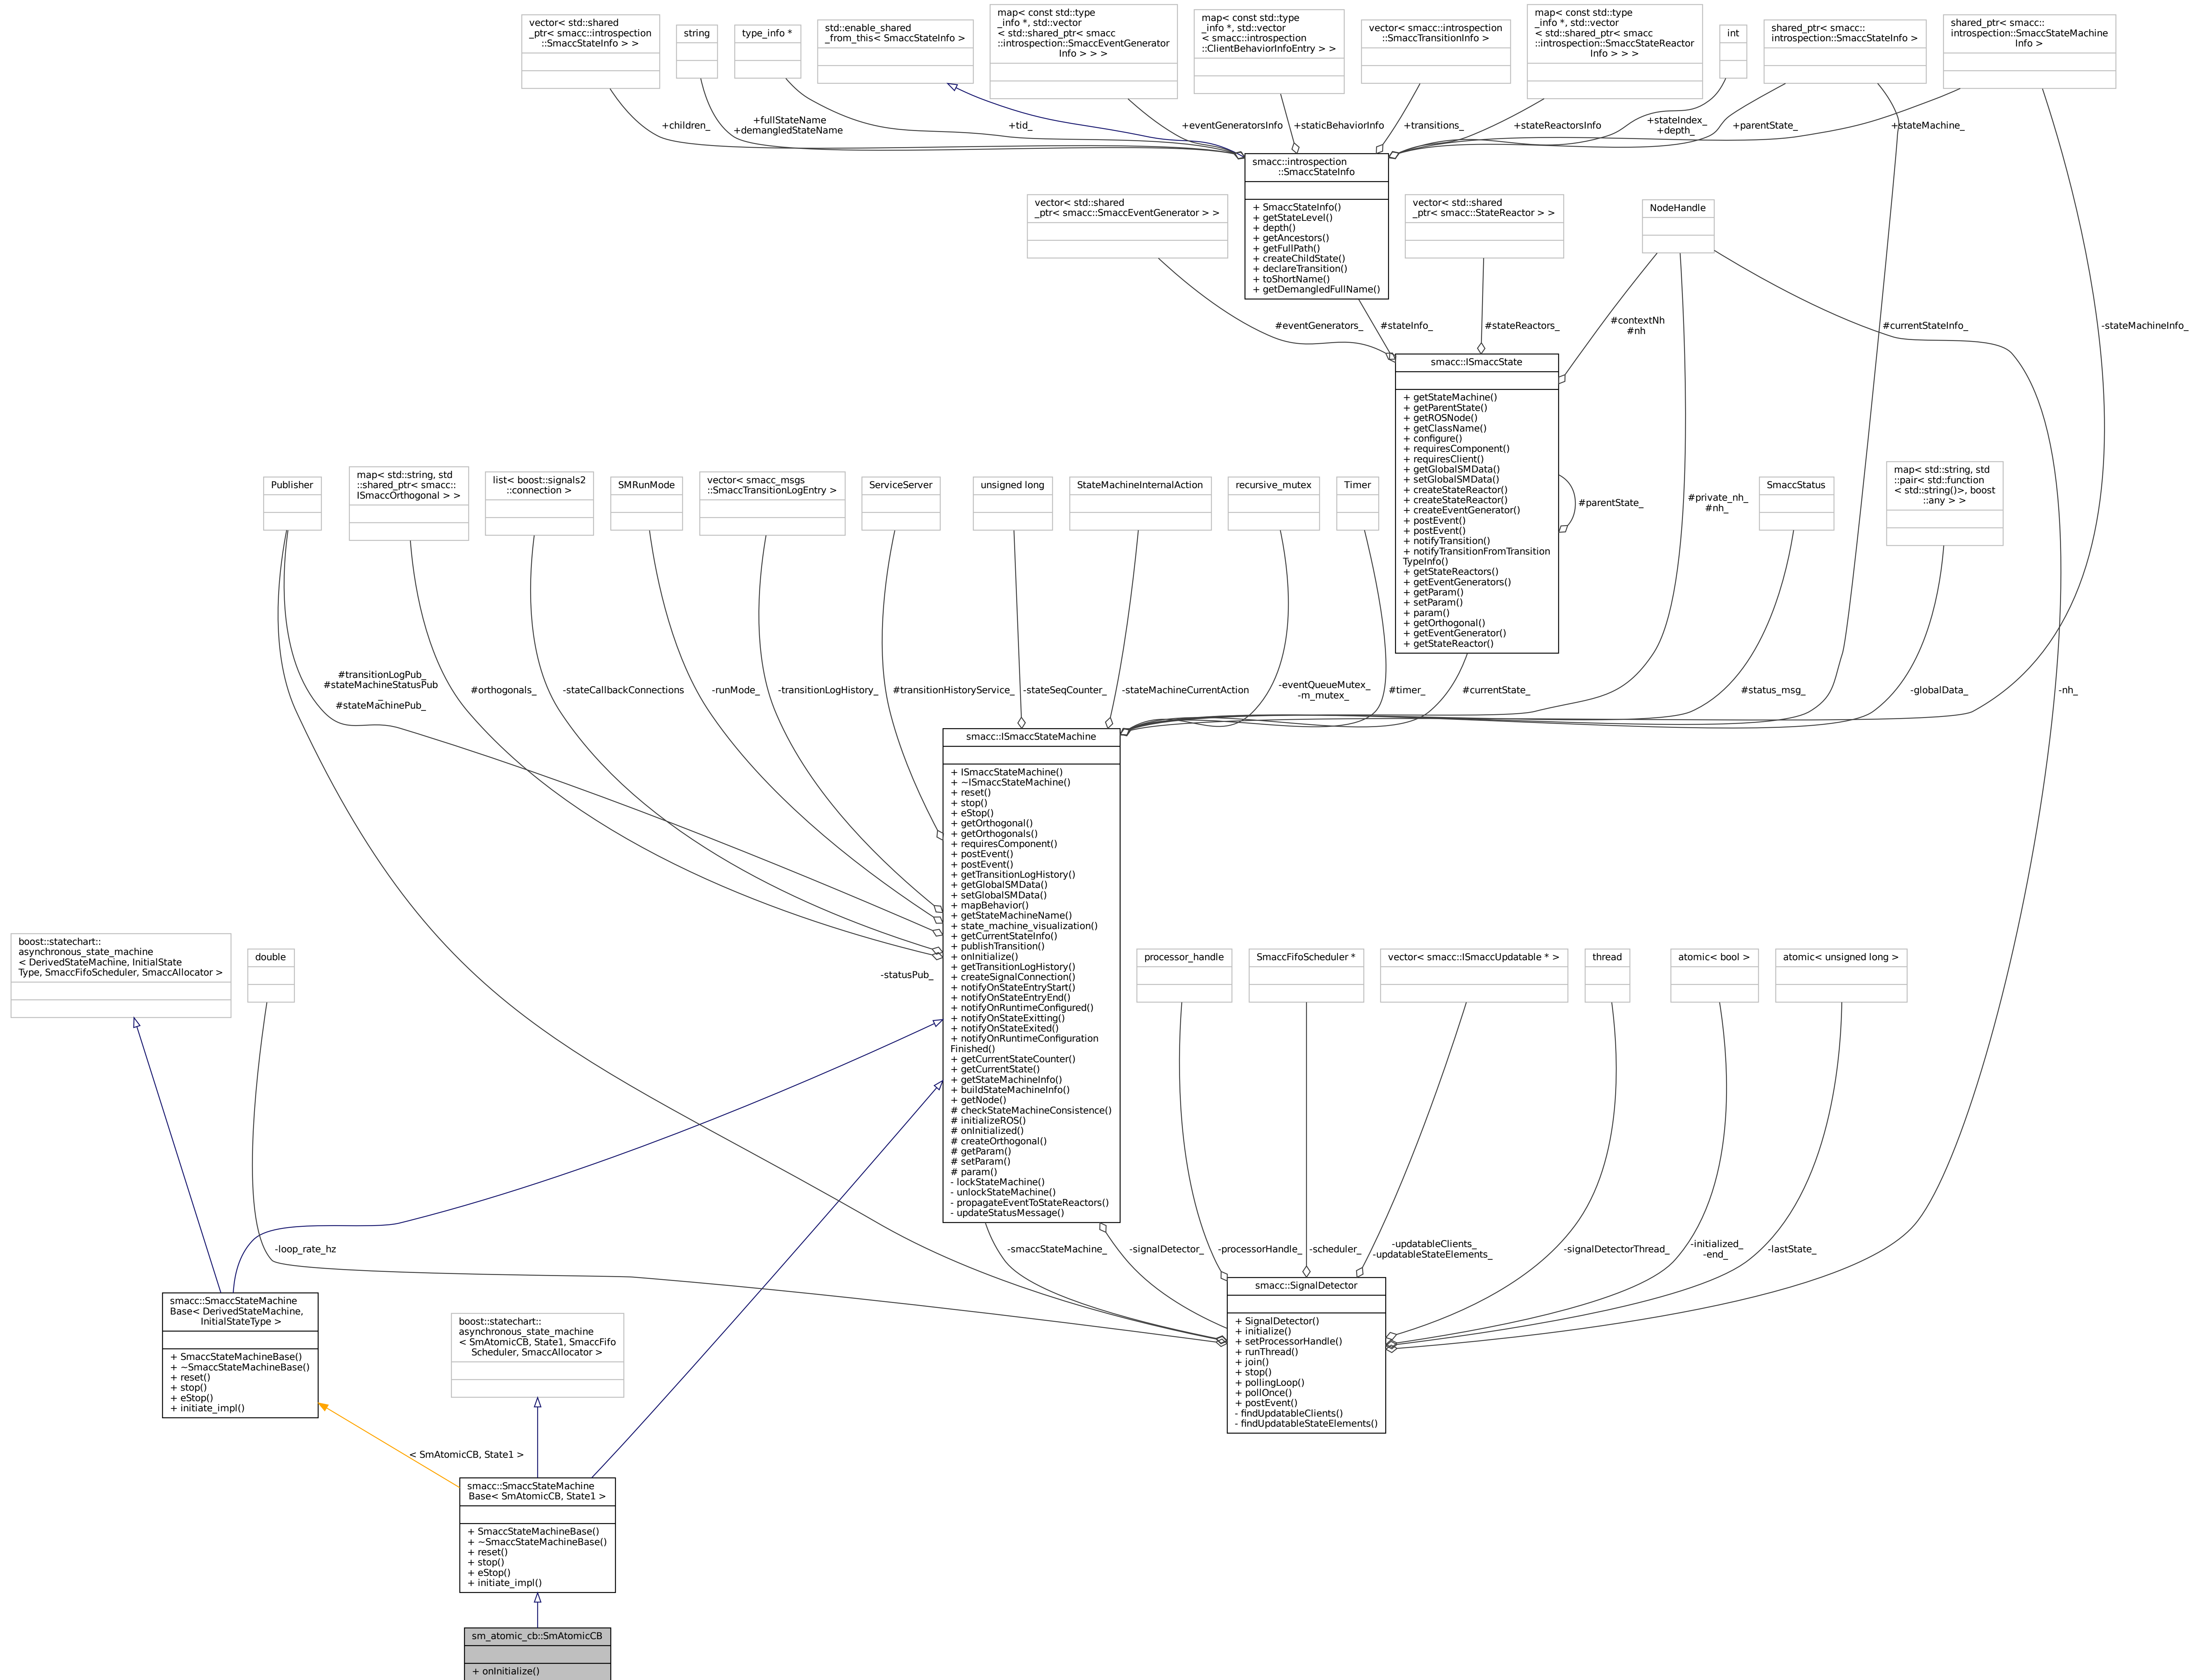 vector< std::shared
_ptr< smacc::introspection
::SmaccStateInfo > >
string
type_info *
std::enable_shared
_from_this< SmaccStateInfo >
map< const std::type
_info *, std::vector
< std::shared_ptr< smacc
::introspection::SmaccEventGenerator
Info > > >
map< const std::type
_info *, std::vector
< smacc::introspection
::ClientBehaviorInfoEntry > >
vector< smacc::introspection
::SmaccTransitionInfo >
map< const std::type
_info *, std::vector
< std::shared_ptr< smacc
::introspection::SmaccStateReactor
Info > > >
int
shared_ptr< smacc::
introspection::SmaccStateInfo >
shared_ptr< smacc::
introspection::SmaccStateMachine
Info >
+children_
+fullStateName
+demangledStateName
+tid_
+eventGeneratorsInfo
+staticBehaviorInfo
+transitions_
+stateReactorsInfo
+stateIndex_
+depth_
+parentState_
+stateMachine_
smacc::introspection
::SmaccStateInfo
+ SmaccStateInfo()
+ getStateLevel()
+ depth()
+ getAncestors()
+ getFullPath()
+ createChildState()
+ declareTransition()
+ toShortName()
+ getDemangledFullName()
vector< std::shared
_ptr< smacc::SmaccEventGenerator > >
vector< std::shared
_ptr< smacc::StateReactor > >
NodeHandle
#eventGenerators_
#stateInfo_
#stateReactors_
#contextNh
#nh
#currentStateInfo_
-stateMachineInfo_
smacc::ISmaccState
+ getStateMachine()
+ getParentState()
+ getROSNode()
+ getClassName()
+ configure()
+ requiresComponent()
+ requiresClient()
+ getGlobalSMData()
+ setGlobalSMData()
+ createStateReactor()
+ createStateReactor()
+ createEventGenerator()
+ postEvent()
+ postEvent()
+ notifyTransition()
+ notifyTransitionFromTransition
TypeInfo()
+ getStateReactors()
+ getEventGenerators()
+ getParam()
+ setParam()
+ param()
+ getOrthogonal()
+ getEventGenerator()
+ getStateReactor()
#parentState_
#private_nh_
#nh_
Publisher
map< std::string, std
::shared_ptr< smacc::
ISmaccOrthogonal > >
list< boost::signals2
::connection >
SMRunMode
vector< smacc_msgs
::SmaccTransitionLogEntry >
ServiceServer
unsigned long
StateMachineInternalAction
recursive_mutex
Timer
SmaccStatus
map< std::string, std
::pair< std::function
< std::string()>, boost
::any > >
#transitionLogPub_
#stateMachineStatusPub
_
#stateMachinePub_
#orthogonals_
-stateCallbackConnections
-runMode_
-transitionLogHistory_
#transitionHistoryService_
-stateSeqCounter_
-stateMachineCurrentAction
-eventQueueMutex_
-m_mutex_
#timer_
#currentState_
#status_msg_
-globalData_
-nh_
smacc::ISmaccStateMachine
+ ISmaccStateMachine()
+ ~ISmaccStateMachine()
+ reset()
+ stop()
+ eStop()
+ getOrthogonal()
+ getOrthogonals()
+ requiresComponent()
+ postEvent()
+ postEvent()
+ getTransitionLogHistory()
+ getGlobalSMData()
+ setGlobalSMData()
+ mapBehavior()
+ getStateMachineName()
+ state_machine_visualization()
+ getCurrentStateInfo()
+ publishTransition()
+ onInitialize()
+ getTransitionLogHistory()
+ createSignalConnection()
+ notifyOnStateEntryStart()
+ notifyOnStateEntryEnd()
+ notifyOnRuntimeConfigured()
+ notifyOnStateExitting()
+ notifyOnStateExited()
+ notifyOnRuntimeConfiguration
Finished()
+ getCurrentStateCounter()
+ getCurrentState()
+ getStateMachineInfo()
+ buildStateMachineInfo()
+ getNode()
# checkStateMachineConsistence()
# initializeROS()
# onInitialized()
# createOrthogonal()
# getParam()
# setParam()
# param()
- lockStateMachine()
- unlockStateMachine()
- propagateEventToStateReactors()
- updateStatusMessage()
boost::statechart::
asynchronous_state_machine
< DerivedStateMachine, InitialState
Type, SmaccFifoScheduler, SmaccAllocator >
double
-statusPub_
processor_handle
SmaccFifoScheduler *
vector< smacc::ISmaccUpdatable * >
thread
atomic< bool >
atomic< unsigned long >
-loop_rate_hz
-smaccStateMachine_
-signalDetector_
-processorHandle_
-scheduler_
-updatableClients_
-updatableStateElements_
-signalDetectorThread_
-initialized_
-end_
-lastState_
smacc::SignalDetector
+ SignalDetector()
+ initialize()
+ setProcessorHandle()
+ runThread()
+ join()
+ stop()
+ pollingLoop()
+ pollOnce()
+ postEvent()
- findUpdatableClients()
- findUpdatableStateElements()
smacc::SmaccStateMachine
Base< DerivedStateMachine,
InitialStateType >
+ SmaccStateMachineBase()
+ ~SmaccStateMachineBase()
+ reset()
+ stop()
+ eStop()
+ initiate_impl()
boost::statechart::
asynchronous_state_machine
< SmAtomicCB, State1, SmaccFifo
Scheduler, SmaccAllocator >
< SmAtomicCB, State1 >
smacc::SmaccStateMachine
Base< SmAtomicCB, State1 >
+ SmaccStateMachineBase()
+ ~SmaccStateMachineBase()
+ reset()
+ stop()
+ eStop()
+ initiate_impl()
sm_atomic_cb::SmAtomicCB
+ onInitialize()